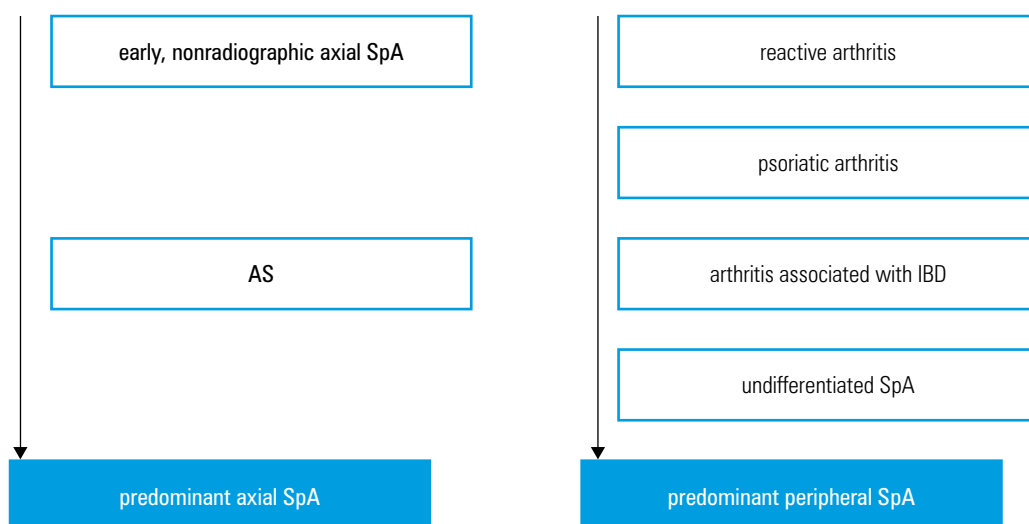 early, nonradiographic axial SpA
AS
predominant axial SpA
reactive arthritis
psoriatic arthritis
arthritis associated with IBD
undifferentiated SpA
predominant peripheral SpA